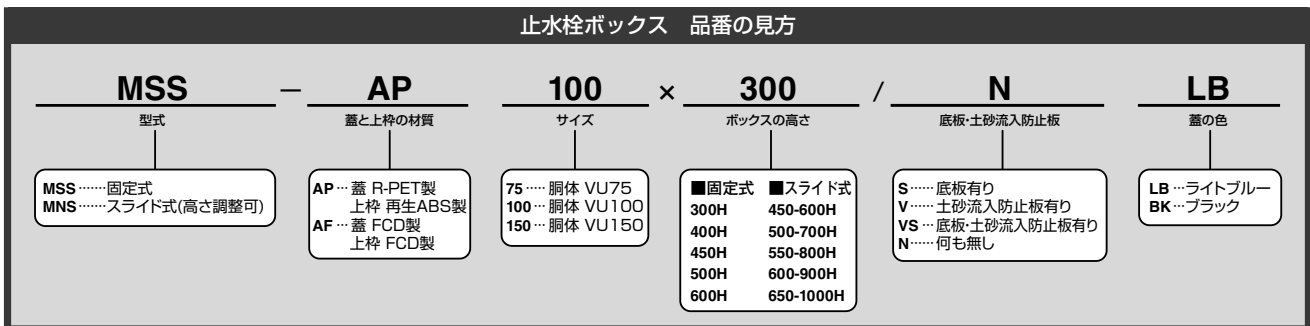 止水栓ボックス　品番の見方
MSS － AP 100 × 300 / N LB
型式 蓋と上枠の材質 サイズ ボックスの高さ 底板・土砂流入防止板 蓋の色
MSS……固定式
MNS……スライド式(高さ調整可)
AP…蓋 R-PET製
上枠 再生ABS製
AF…蓋 FCD製
上枠 FCD製
75……胴体 VU75
100…胴体 VU100
150…胴体 VU150
■固定式 ■スライド式
300H 450-600H
400H 500-700H
450H 550-800H
500H 600-900H
600H 650-1000H
S……底板有り
V……土砂流入防止板有り
VS…底板・土砂流入防止板有り
N……何も無し
LB…ライトブルー
BK…ブラック